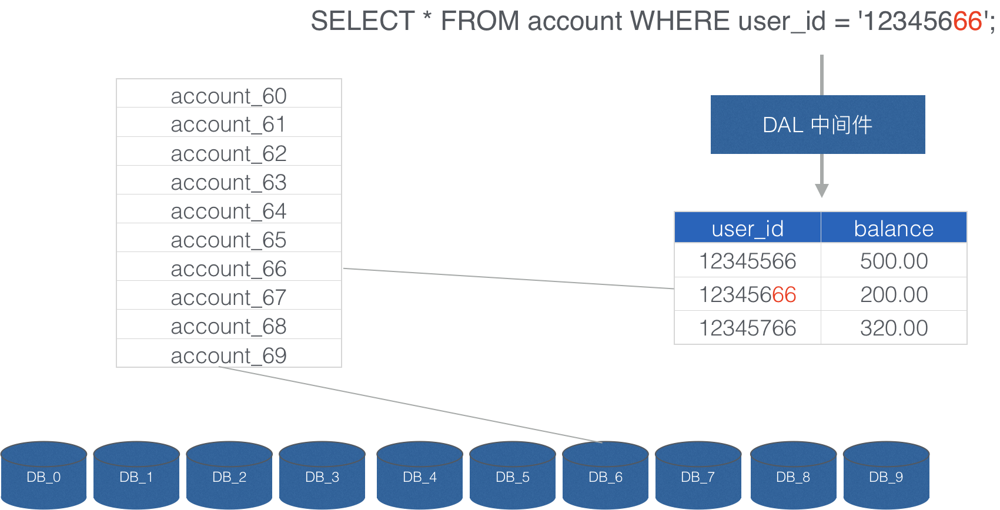 SELECT * FROM account WHERE user_id = '12345666';
account_60
account_61
account_62
account_63
account_64
account_65
account_66
account_67
account_68
account_69
DAL 中间件
user_id balance
12345566 500.00
12345666 200.00
12345766 320.00
DB_0 DB_1 DB_2 DB_3 DB_4 DB_5 DB_6 DB_7 DB_8 DB_9